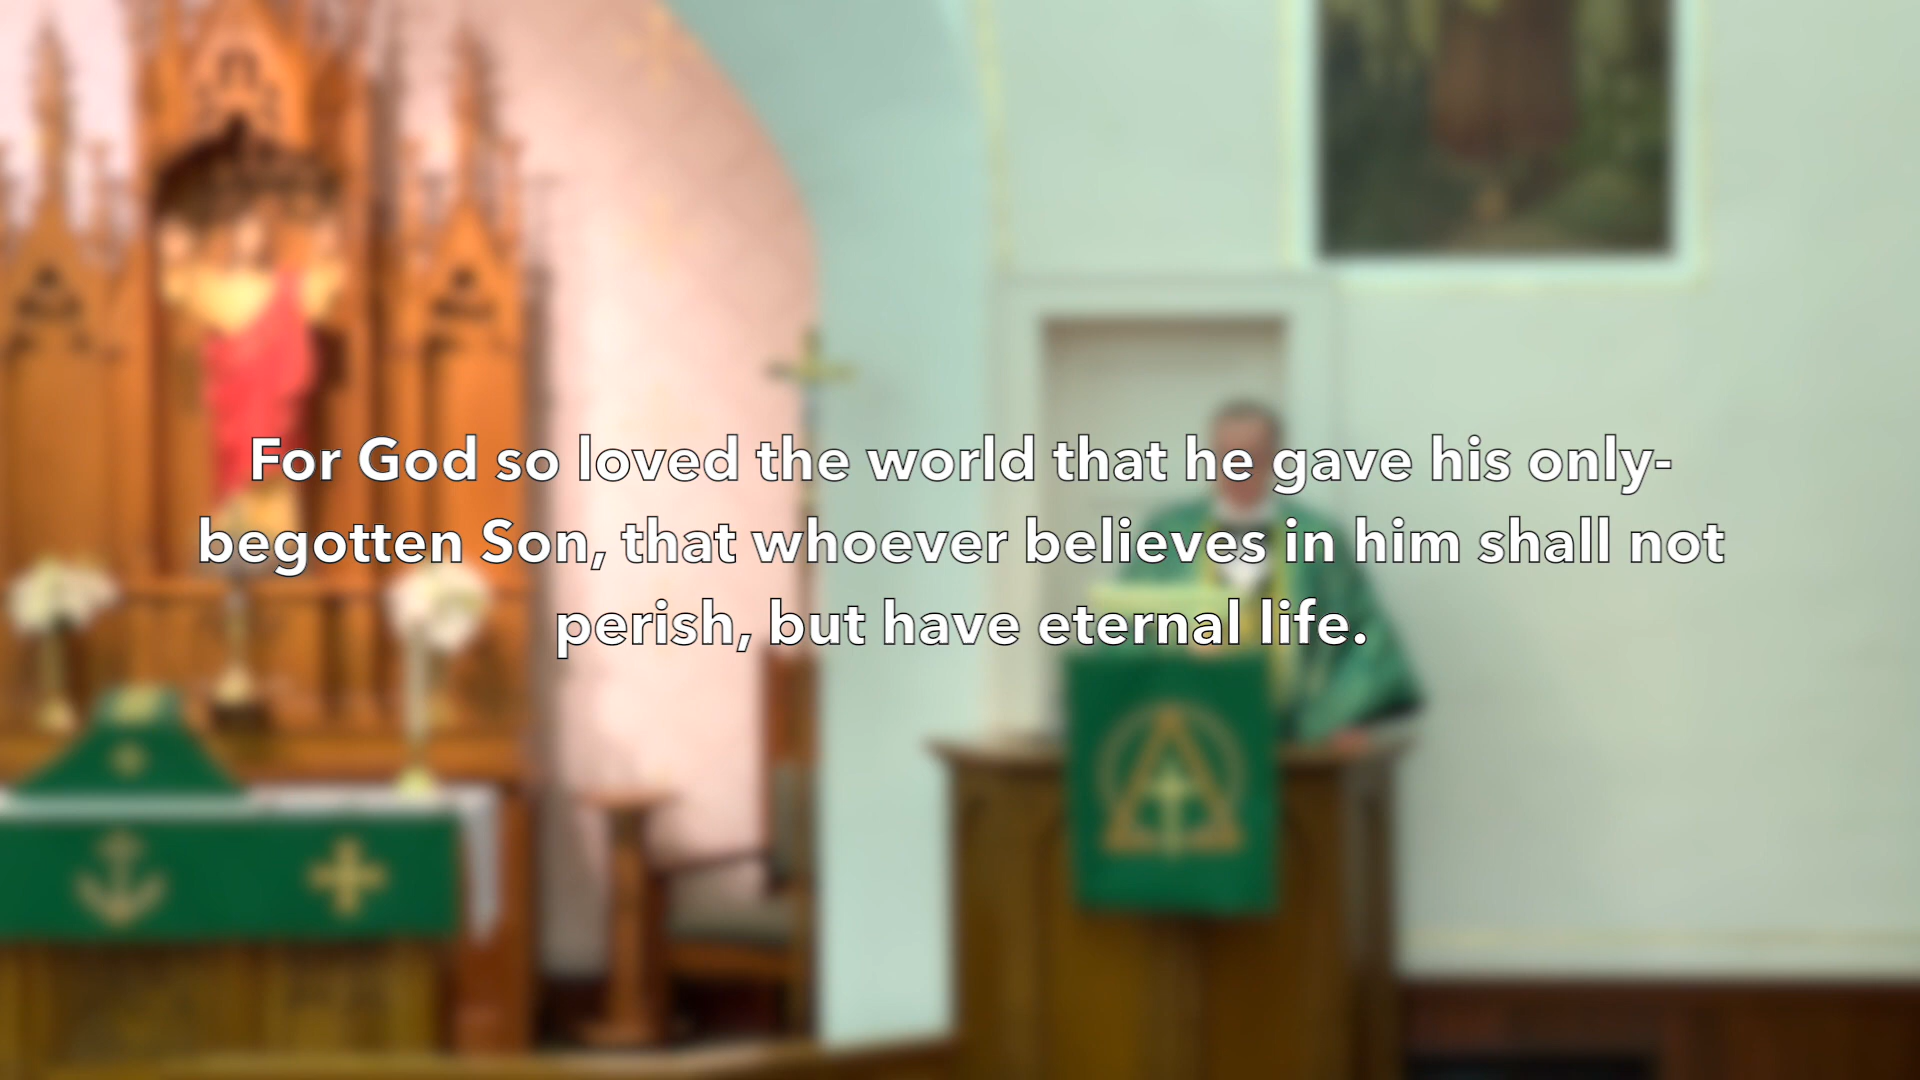 For God so loved the world that he gave his only-
begotten Son, that whoever believes in him shall not
perish, but have eternal life.